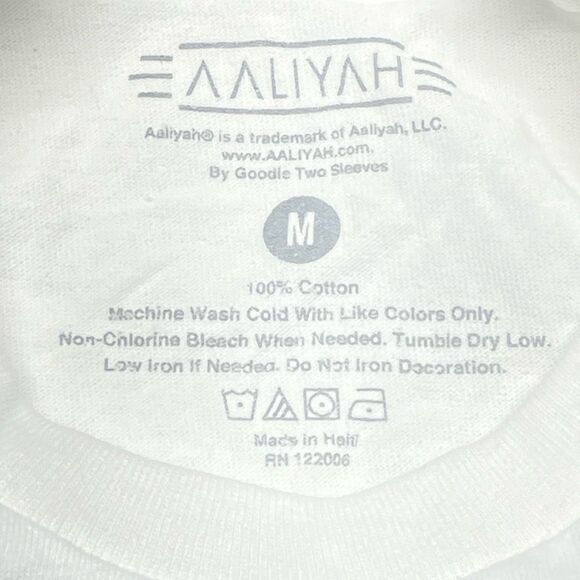 AALIYAH
Aaliyah® is a trademark of Aaliyah, LLC.
www.AALIYAH.com.
By Goodie Two Sleeves
M
100% Cotton
Machine Wash Cold With Like Colors Only.
Non-Chlorine Bleach When Needed. Tumble Dry Low.
Low Iron If Needed. Do Not Iron Decoration.
Made in Haiti
RN 122006